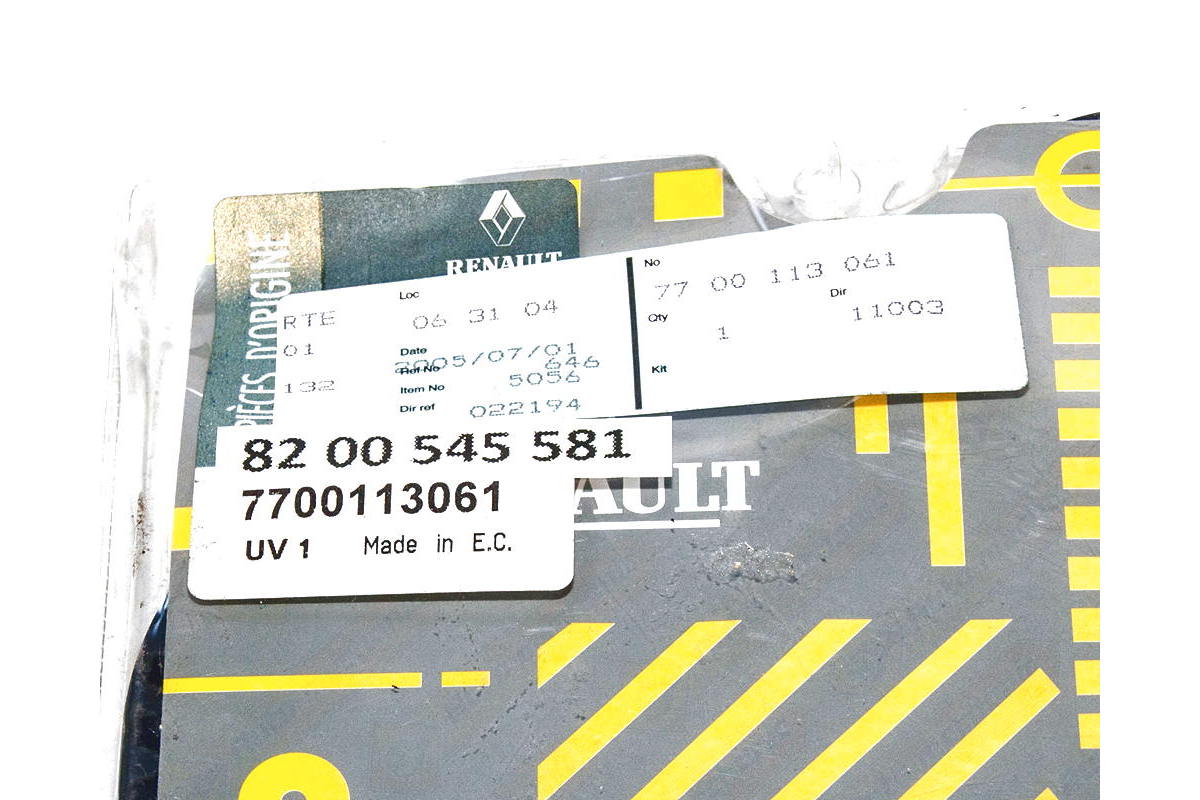 PIÈCES D'ORIGINE
RENAULT
RTE
01
132
Loc
06 31 04
Date
2005/07/01
Ref No 646
Item No 5056
Dir ref 022194
No
77 00 113 061
Qty
1
Dir
11003
Kit
82 00 545 581
7700113061
UV 1 Made in E.C.
AULT